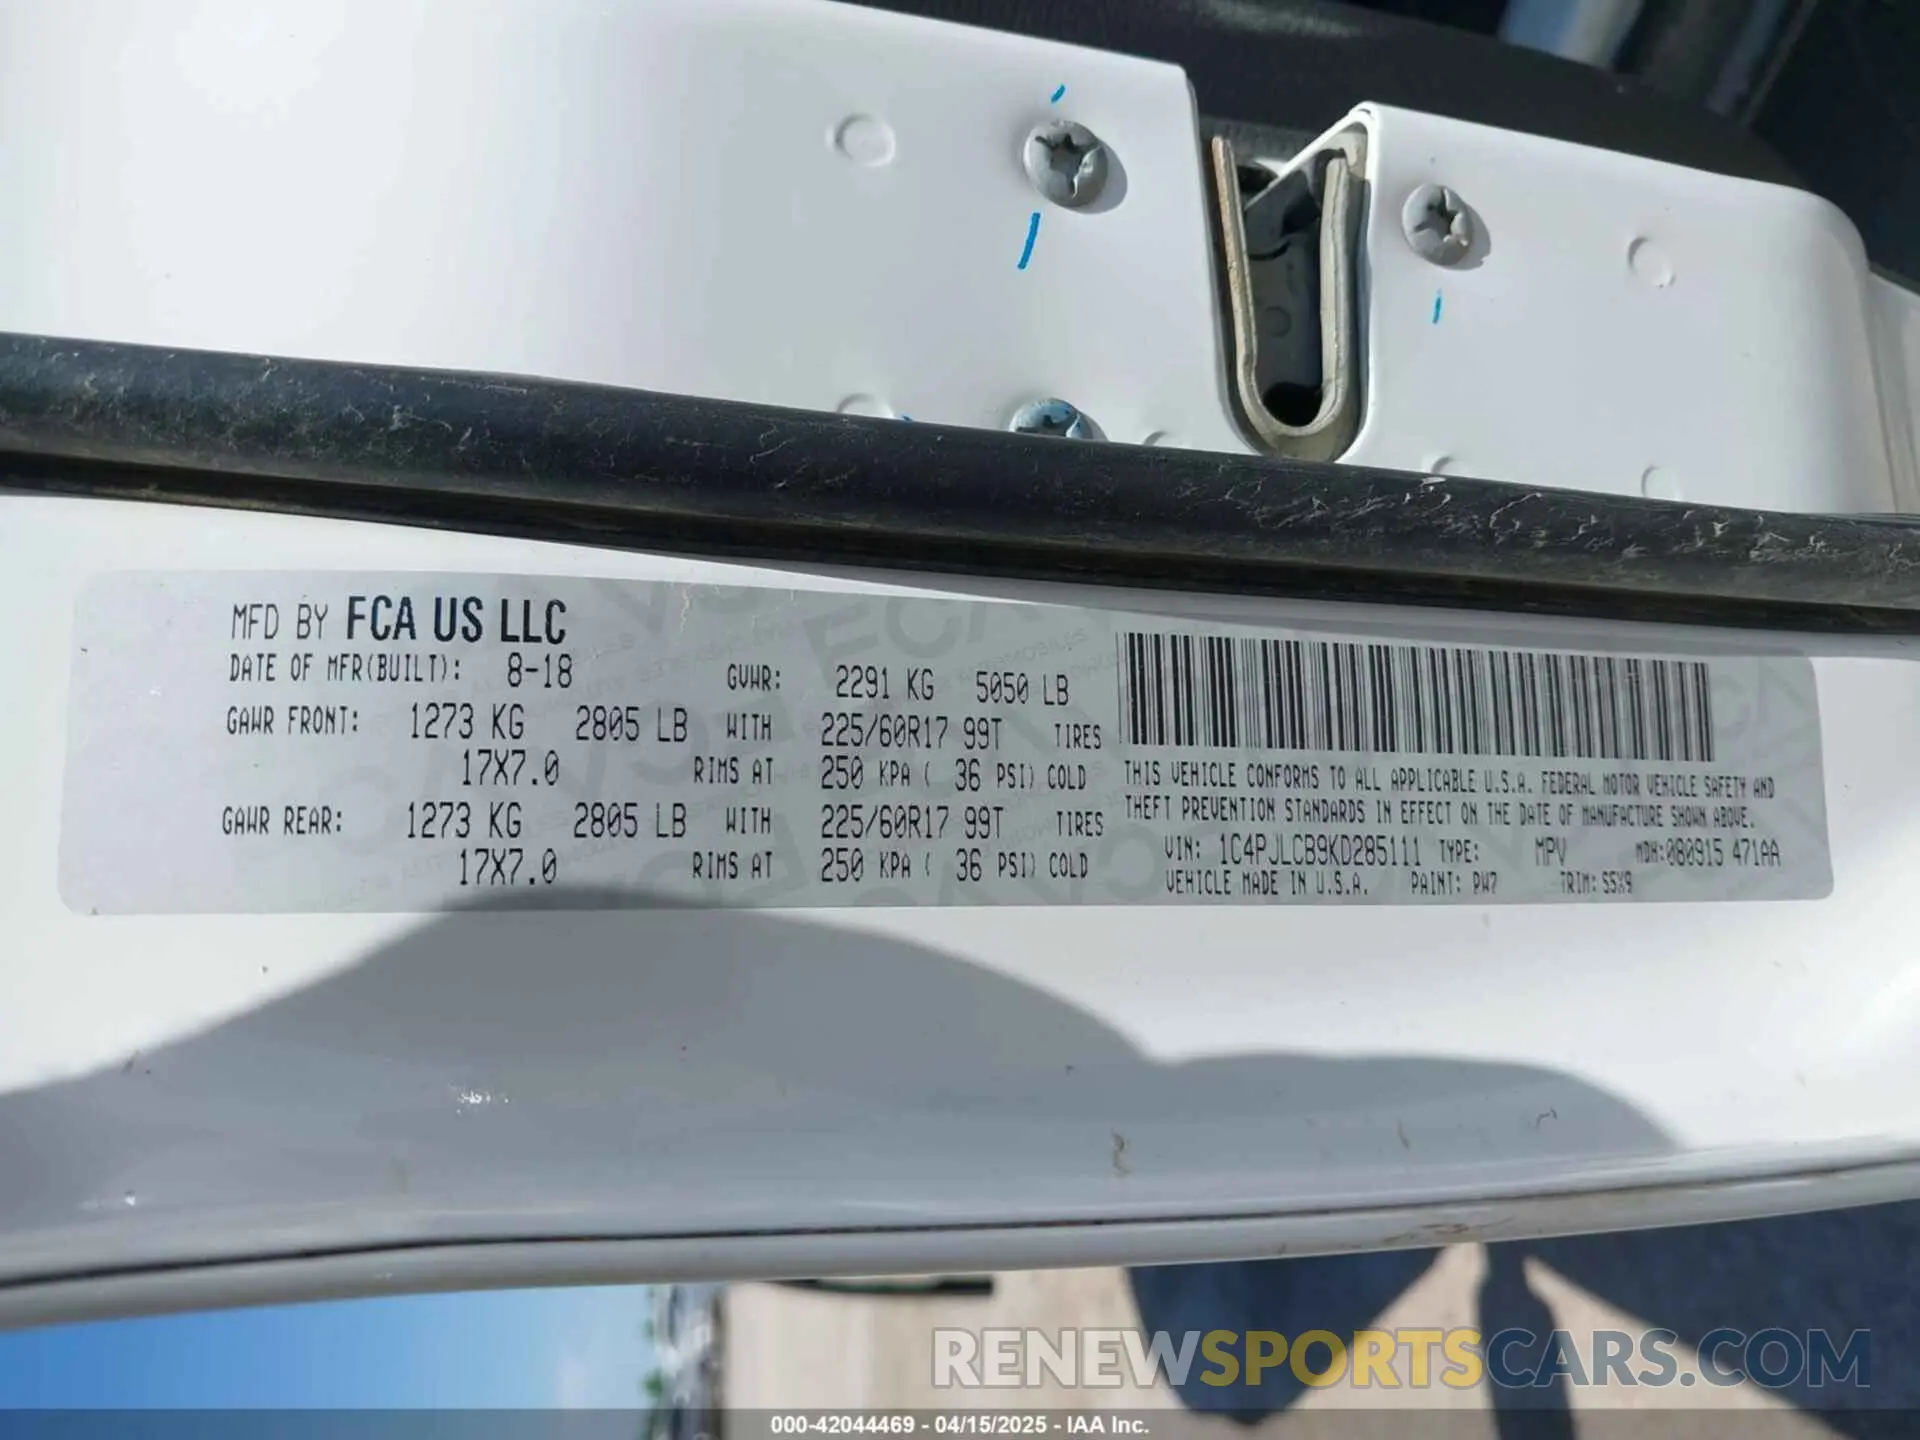 MFD BY FCA US LLC
DATE OF MFR(BUILT): 8-18 GVWR: 2291 KG 5050 LB
GAWR FRONT: 1273 KG 2805 LB WITH 225/60R17 99T TIRES
17X7.0 RIMS AT 250 KPA ( 36 PSI) COLD
GAWR REAR: 1273 KG 2805 LB WITH 225/60R17 99T TIRES
17X7.0 RIMS AT 250 KPA ( 36 PSI) COLD
THIS VEHICLE CONFORMS TO ALL APPLICABLE U.S.A. FEDERAL MOTOR VEHICLE SAFETY AND
THEFT PREVENTION STANDARDS IN EFFECT ON THE DATE OF MANUFACTURE SHOWN ABOVE.
VIN: 1C4PJLCB9KD285111 TYPE: MPV MDH:080915 471AA
VEHICLE MADE IN U.S.A. PAINT: PW7 TRIM: S5X9
RENEWSPORTSCARS.COM
000-42044469 - 04/15/2025 - IAA Inc.